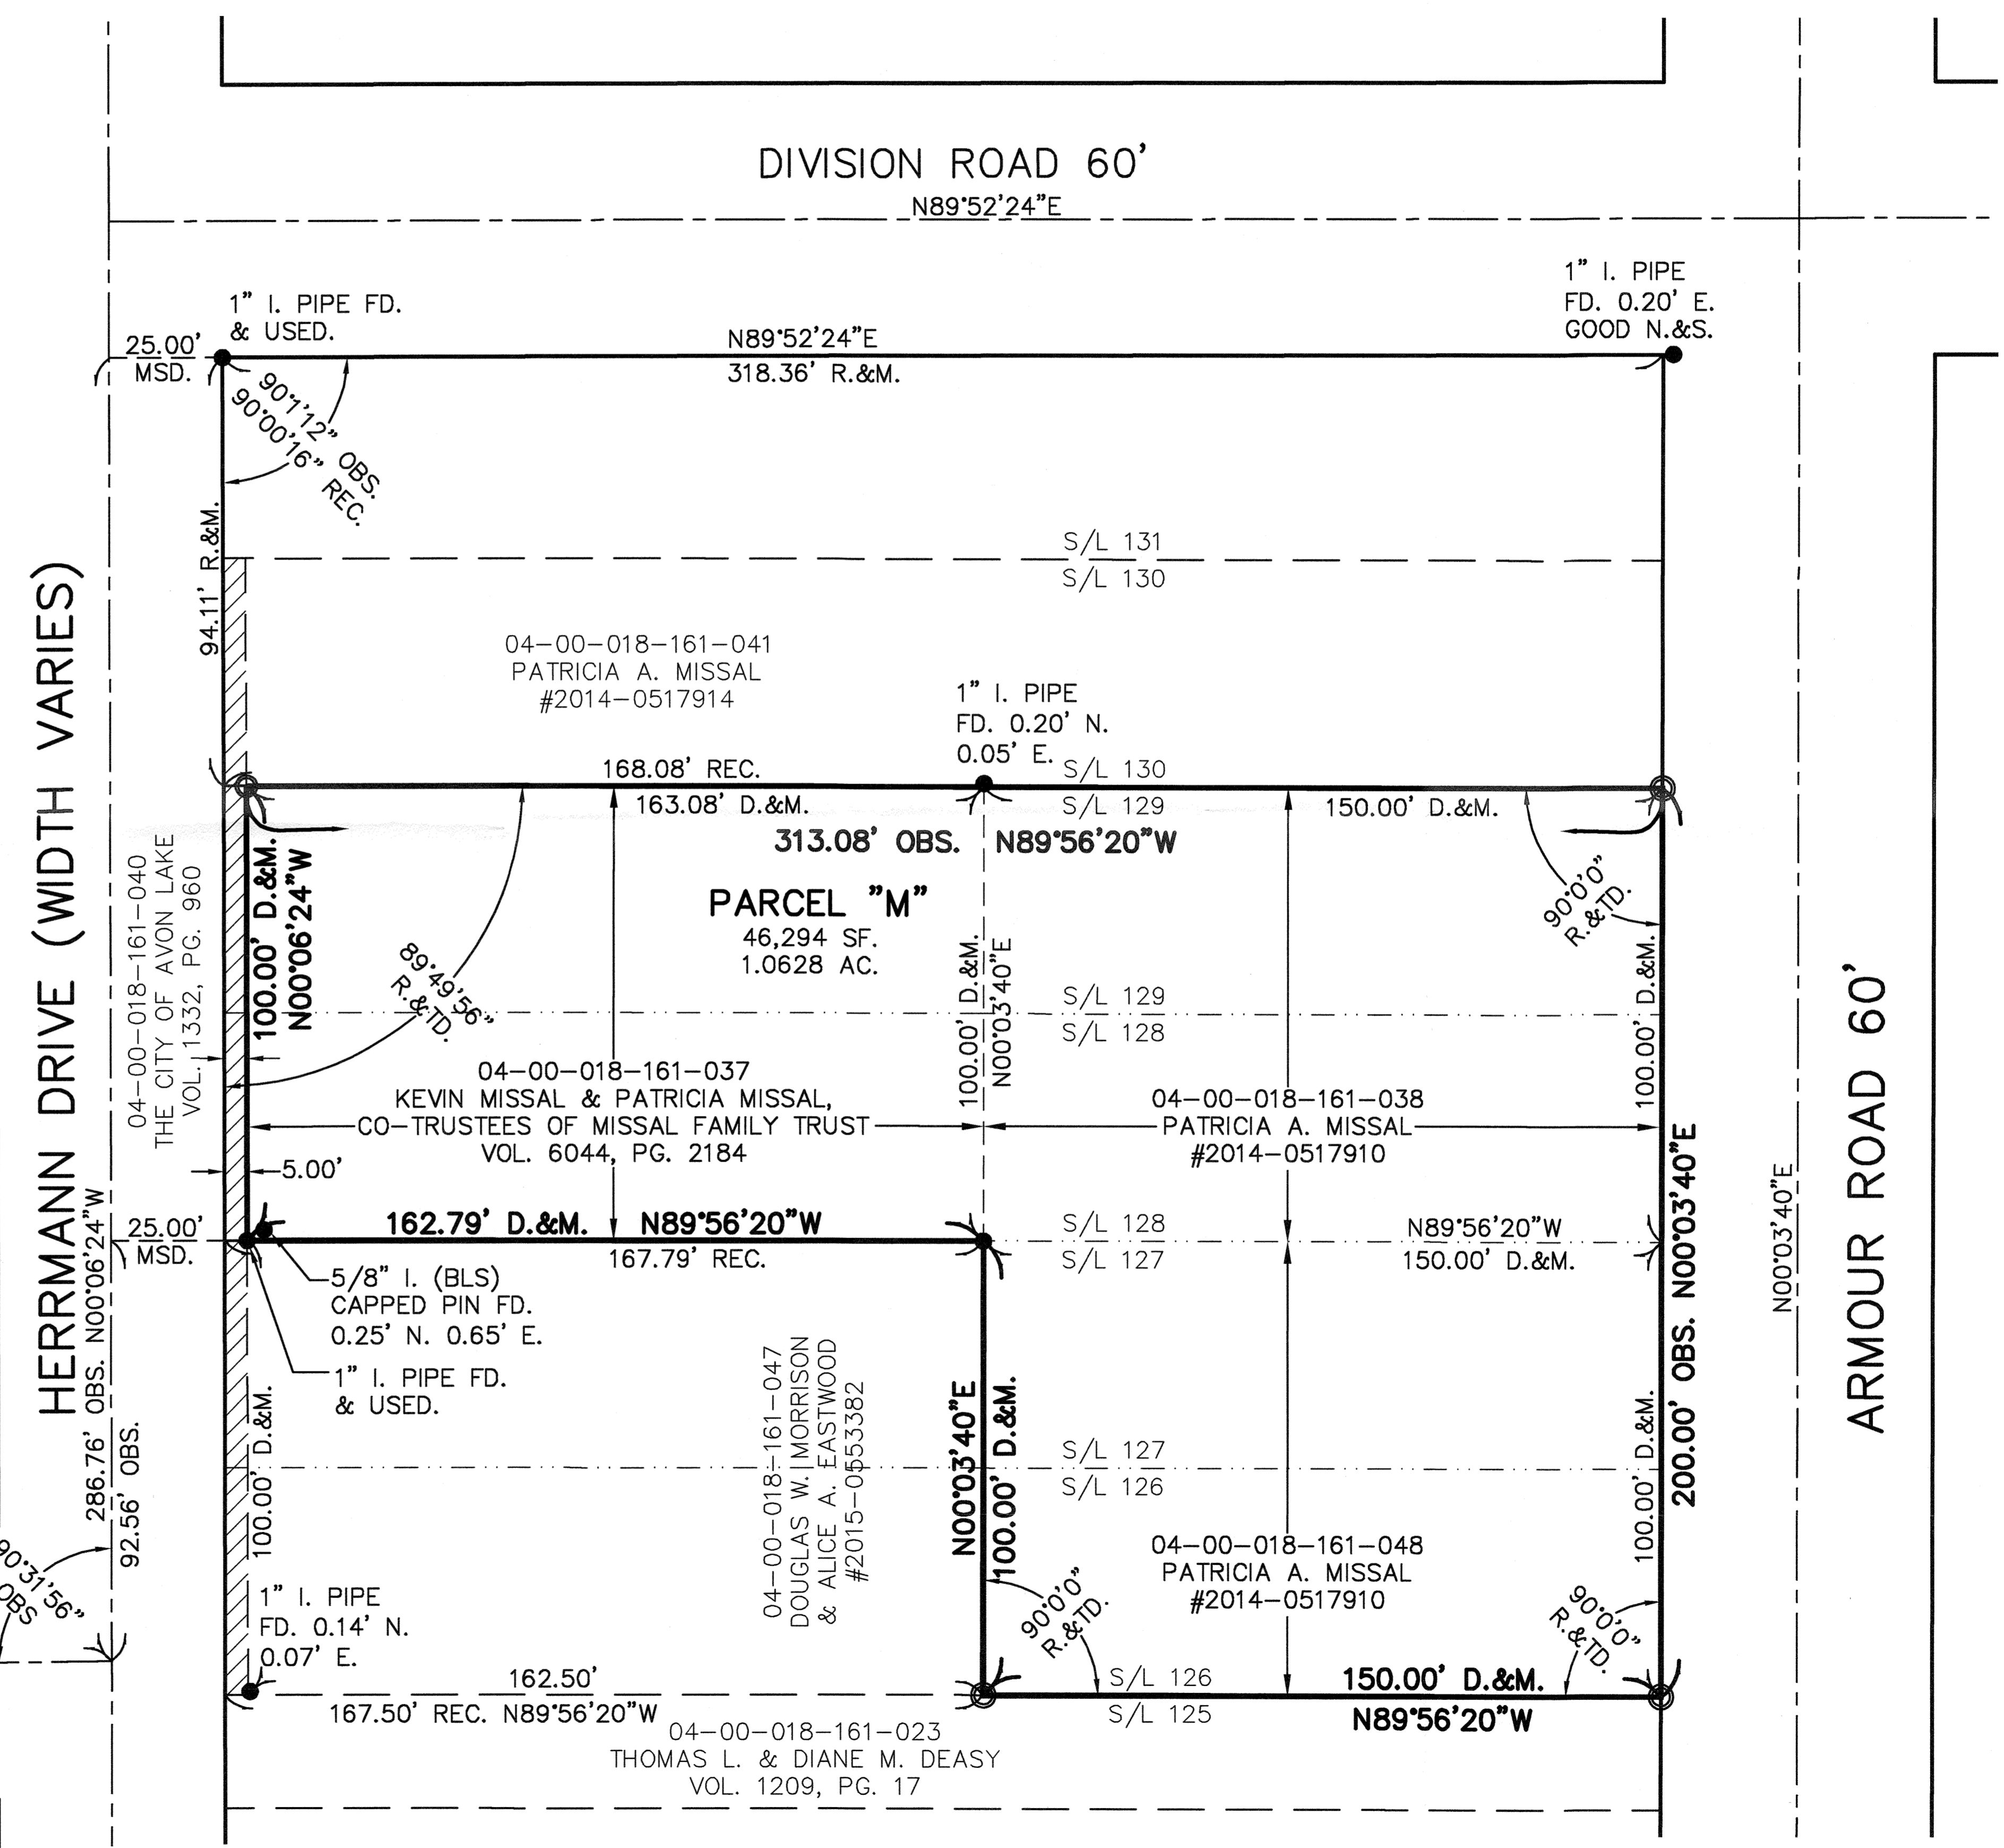 DIVISION ROAD 60'
N89°52'24"E
1" I. PIPE
FD. 0.20' E.
GOOD N.&S.
1" I. PIPE FD.
& USED.
25.00'
MSD.
N89°52'24"E
318.36' R.&M.
90°1'12" OBS.
90°00'16" REC.
94.11' R.&M.
S/L 131
S/L 130
04-00-018-161-041
PATRICIA A. MISSAL
#2014-0517914
1" I. PIPE
FD. 0.20' N.
0.05' E.
168.08' REC.
163.08' D.&M.
S/L 130
S/L 129
150.00' D.&M.
313.08' OBS. N89°56'20"W
HERRMANN DRIVE (WIDTH VARIES)
04-00-018-161-040
THE CITY OF AVON LAKE
VOL. 1332, PG. 960
100.00' D.&M.
N00°06'24"W
PARCEL "M"
46,294 SF.
1.0628 AC.
89°49'56"
R.&TD.
100.00' D.&M.
N00°03'40"E
90°0'0"
R.&TD.
100.00' D.&M.
S/L 129
S/L 128
04-00-018-161-037
KEVIN MISSAL & PATRICIA MISSAL,
CO-TRUSTEES OF MISSAL FAMILY TRUST
VOL. 6044, PG. 2184
04-00-018-161-038
PATRICIA A. MISSAL
#2014-0517910
5.00'
200.00' OBS. N00°03'40"E
N00°03'40"E
ARMOUR ROAD 60'
286.76' OBS. N00°06'24"W
92.56' OBS.
25.00'
MSD.
162.79' D.&M. N89°56'20"W
167.79' REC.
S/L 128
S/L 127
N89°56'20"W
150.00' D.&M.
5/8" I. (BLS)
CAPPED PIN FD.
0.25' N. 0.65' E.
1" I. PIPE FD.
& USED.
100.00' D.&M.
04-00-018-161-047
DOUGLAS W. MORRISON
& ALICE A. EASTWOOD
#2015-0553382
N00°03'40"E
100.00' D.&M.
S/L 127
S/L 126
100.00' D.&M.
04-00-018-161-048
PATRICIA A. MISSAL
#2014-0517910
90°31'56"
OBS
1" I. PIPE
FD. 0.14' N.
0.07' E.
90°0'0"
R.&TD.
90°0'0"
R.&TD.
162.50'
167.50' REC. N89°56'20"W
S/L 126
S/L 125
150.00' D.&M.
N89°56'20"W
04-00-018-161-023
THOMAS L. & DIANE M. DEASY
VOL. 1209, PG. 17